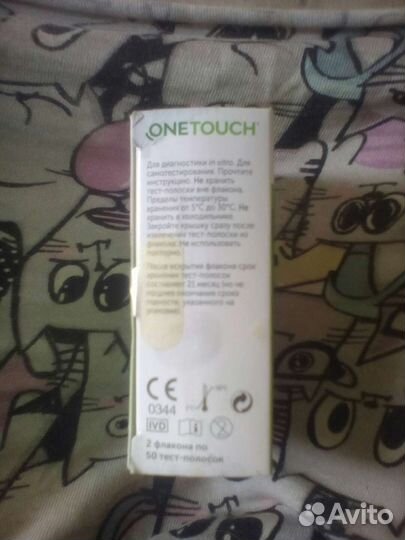 ONETOUCH®
Для диагностики in vitro. Для
самотестирования. Прочтите
инструкцию. Не хранить
тест-полоски вне флакона.
Пределы температуры
хранения от 5°C до 30°C. Не
хранить в холодильнике.
Закройте крышку сразу после
извлечения тест-полоски из
флакона. Не использовать
повторно.
После вскрытия флакона срок
хранения тест-полосок
составляет 21 месяц (но не
позднее окончания срока
годности, указанного на
упаковке).
CE
0344
IVD
2 флакона по
50 тест-полосок
Avito